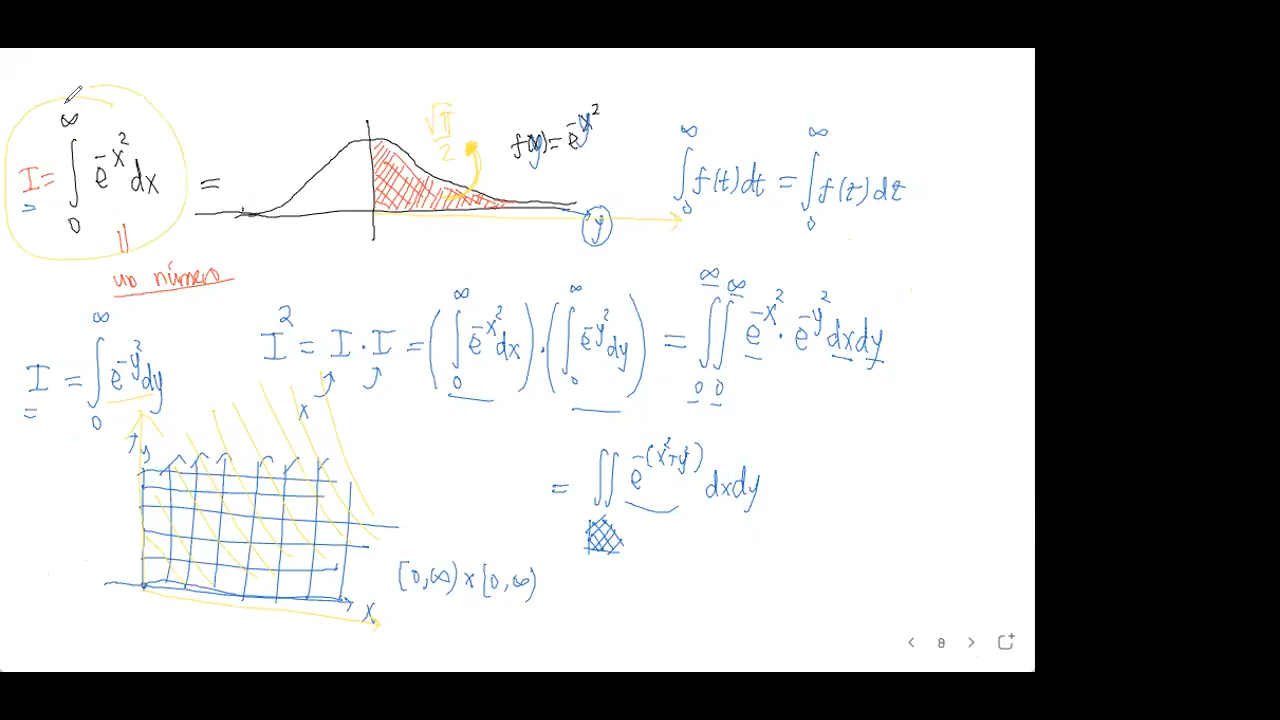 I = ∫₀^∞ e^{-x²} dx =
√π/2
f(y) = e^{-y²}
y
∫₀^∞ f(t) dt = ∫₀^∞ f(τ) dτ
un número
I = ∫₀^∞ e^{-y²} dy
I² = I · I = (∫₀^∞ e^{-x²} dx) · (∫₀^∞ e^{-y²} dy) = ∫₀^∞ ∫₀^∞ e^{-x²} · e^{-y²} dx dy
x
y
= ∫∫ e^{-(x²+y²)} dx dy
[0,∞) x [0,∞)
x
8